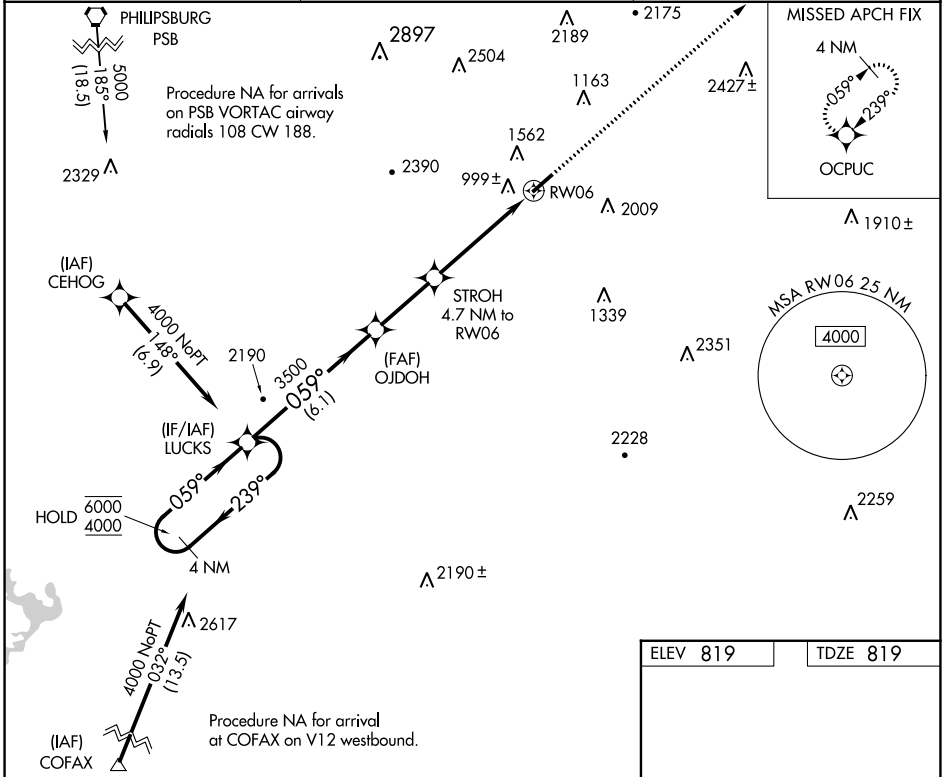 PHILIPSBURG
PSB
5000
185°
(18.5)
Procedure NA for arrivals
on PSB VORTAC airway
radials 108 CW 188.
2897
2504
2189
2175
1163
2427±
1562
2390
999±
RW06
2329
2009
MISSED APCH FIX
4 NM
059°
239°
OCPUC
1910±
(IAF)
CEHOG
4000 NoPT
148°
(6.9)
STROH
4.7 NM to
RW06
1339
MSA RW06 25 NM
4000
2351
(FAF)
OJDOH
2190
3500
059°
(6.1)
(IF/IAF)
LUCKS
2228
059°
239°
HOLD 6000
4000
4 NM
2259
2190±
2617
4000 NoPT
032°
(13.5)
(IAF)
COFAX
Procedure NA for arrival
at COFAX on V12 westbound.
ELEV 819
TDZE 819